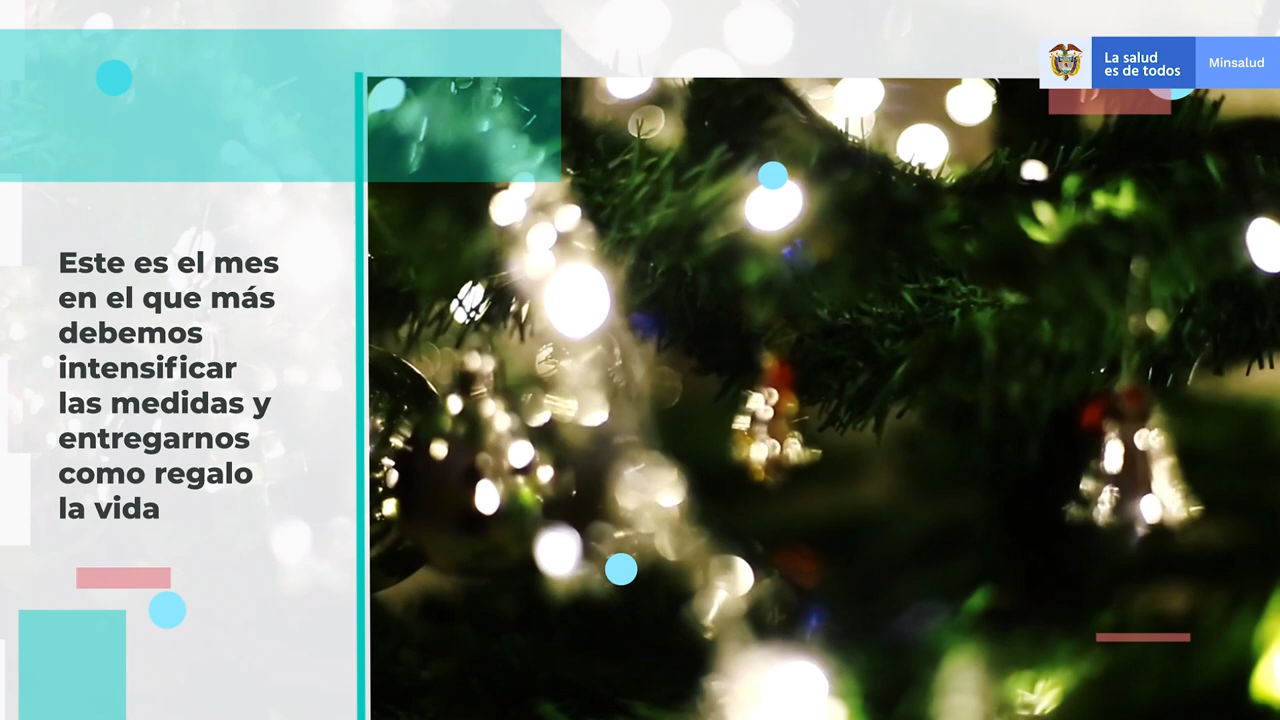 La salud
es de todos
Minsalud
Este es el mes
en el que más
debemos
intensificar
las medidas y
entregarnos
como regalo
la vida